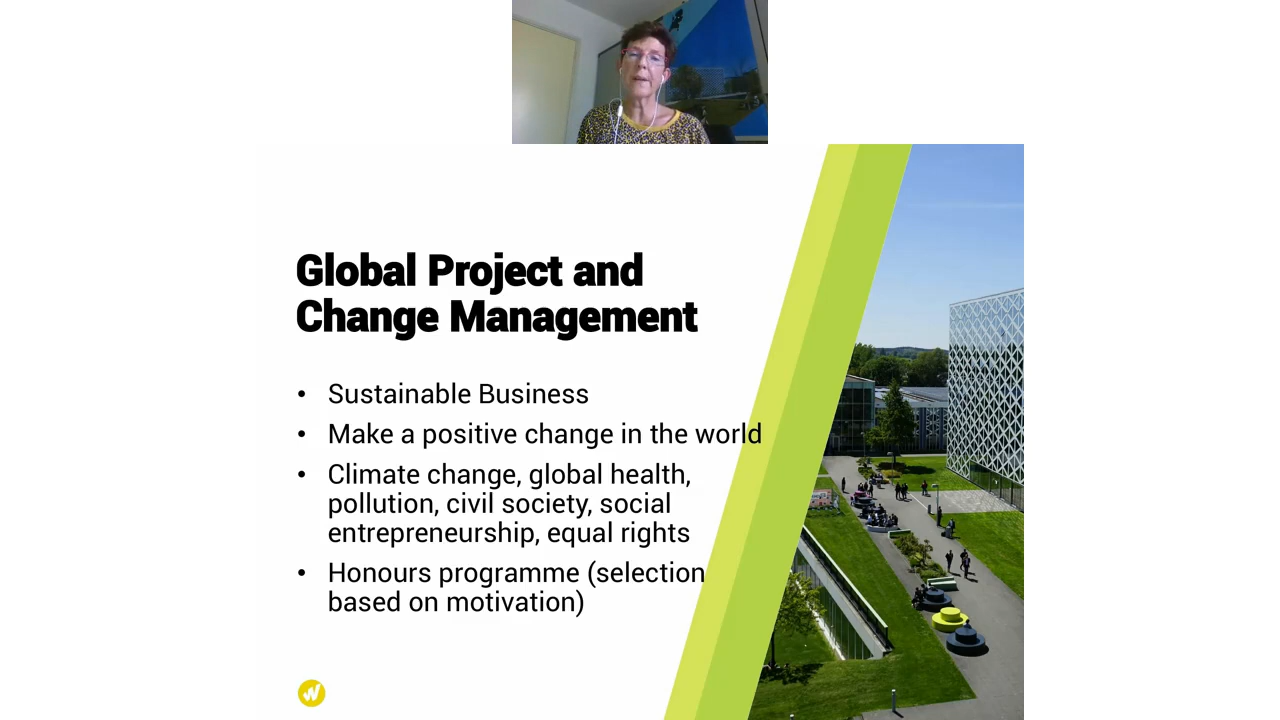 Global Project and
Change Management
• Sustainable Business
• Make a positive change in the world
• Climate change, global health,
pollution, civil society, social
entrepreneurship, equal rights
• Honours programme (selection
based on motivation)